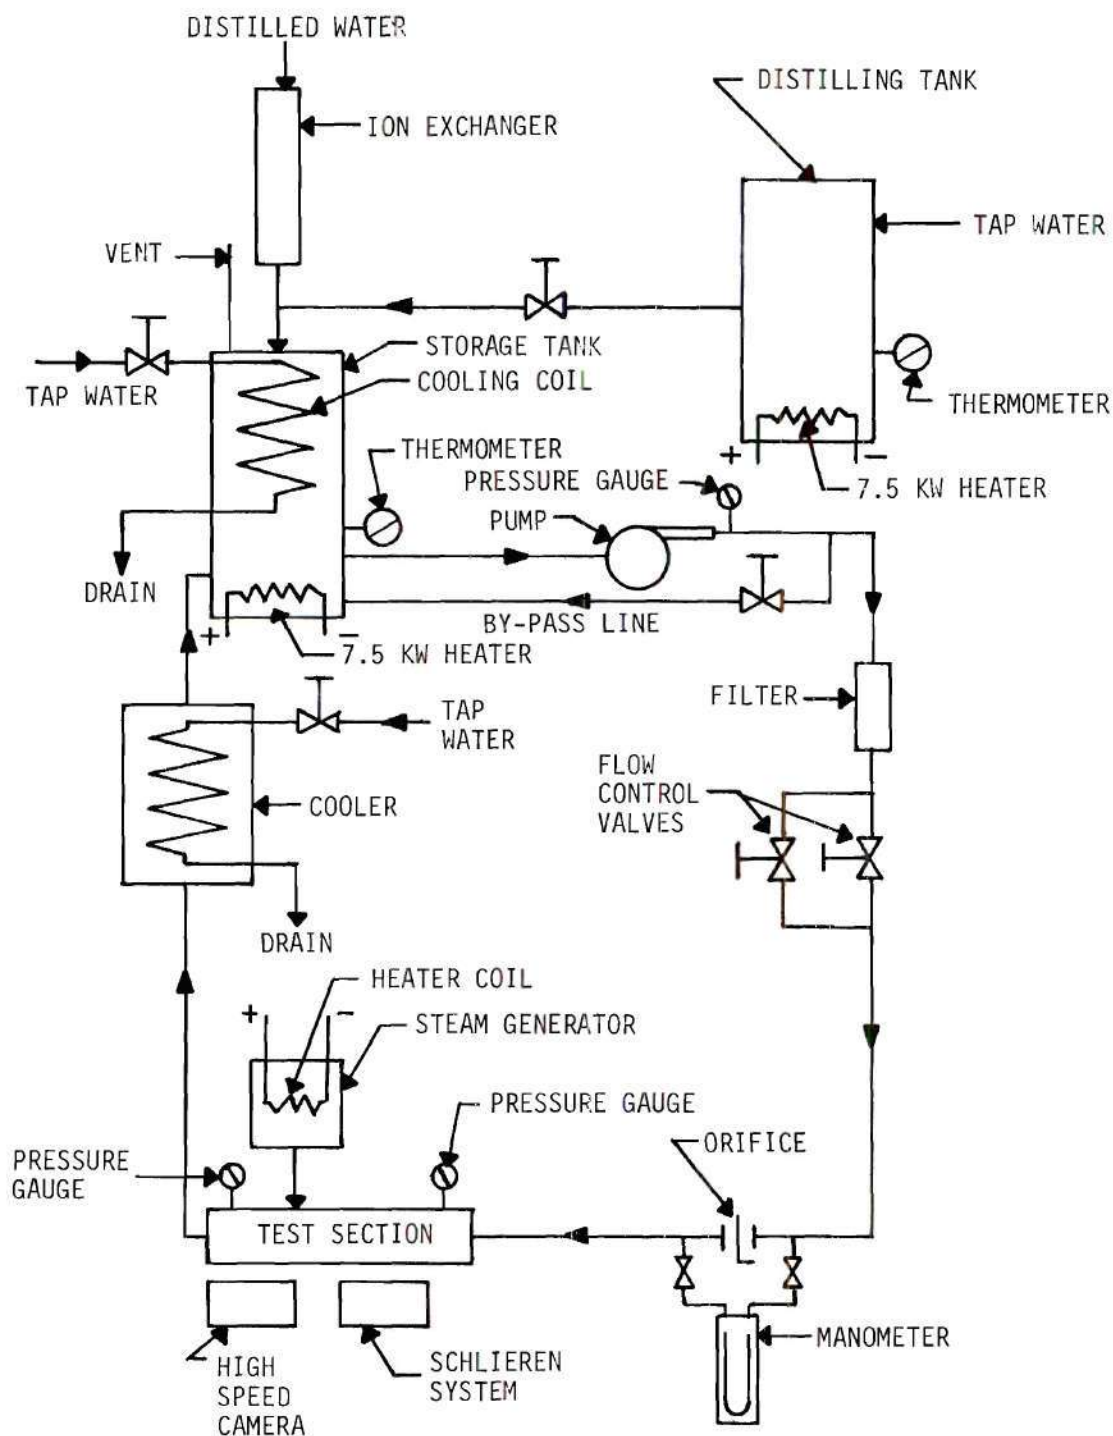 DISTILLED WATER
DISTILLING TANK
ION EXCHANGER
TAP WATER
VENT
STORAGE TANK
COOLING COIL
TAP WATER
THERMOMETER
THERMOMETER
PRESSURE GAUGE
7.5 KW HEATER
+ -
PUMP
DRAIN
BY-PASS LINE
+ -
7.5 KW HEATER
FILTER
TAP
WATER
FLOW
CONTROL
VALVES
COOLER
DRAIN
HEATER COIL
+ -
STEAM GENERATOR
PRESSURE GAUGE
ORIFICE
PRESSURE
GAUGE
TEST SECTION
MANOMETER
HIGH
SPEED
CAMERA
SCHLIEREN
SYSTEM